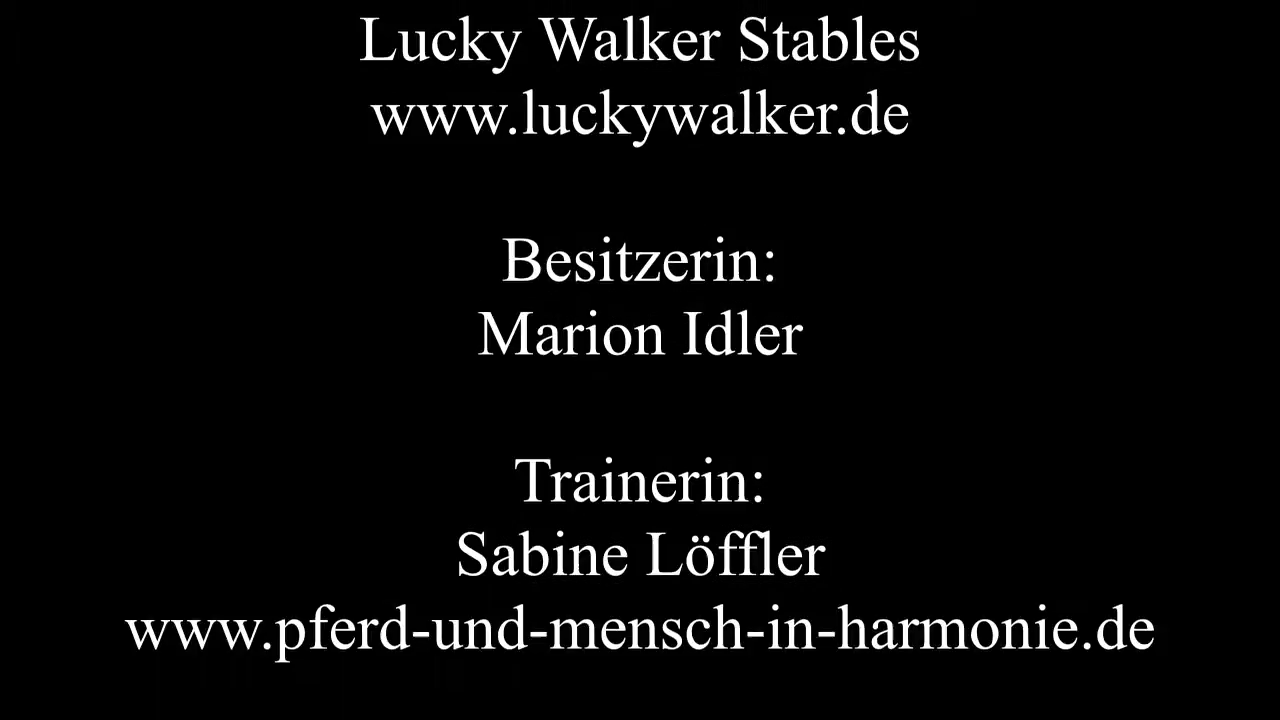 Lucky Walker Stables
www.luckywalker.de
Besitzerin:
Marion Idler
Trainerin:
Sabine Löffler
www.pferd-und-mensch-in-harmonie.de